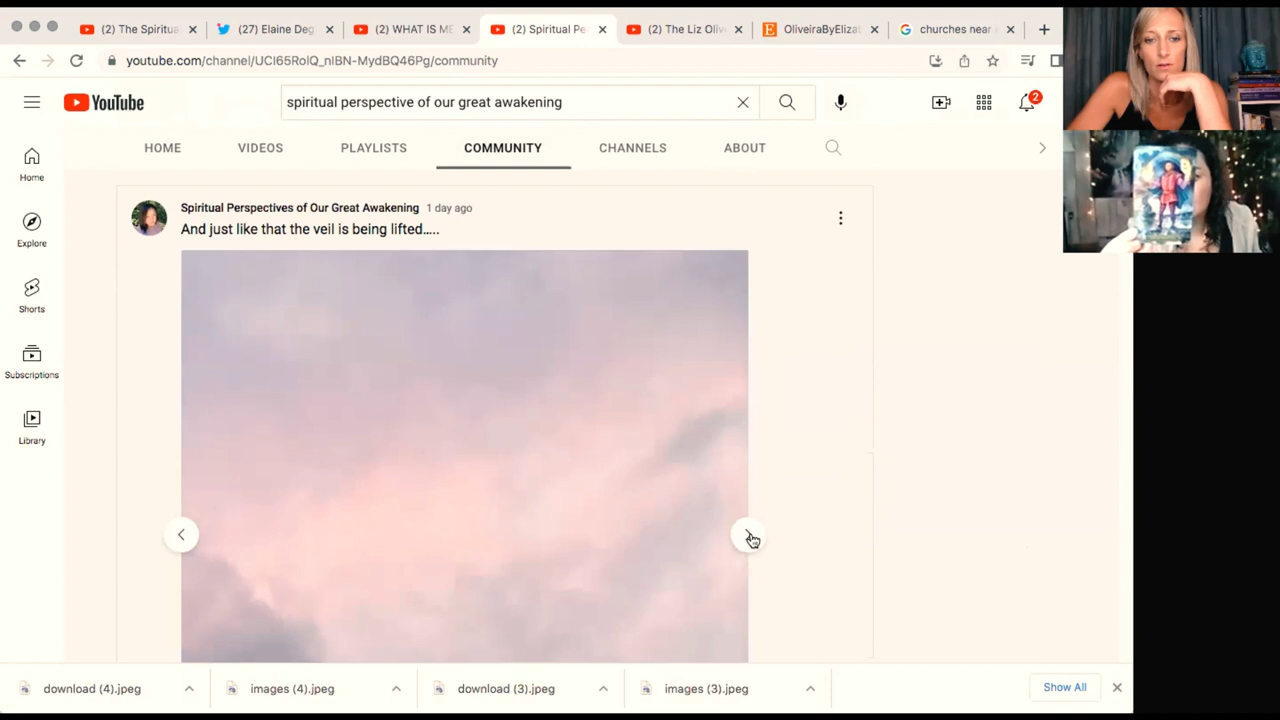 (2) The Spiritua
(27) Elaine Deg
(2) WHAT IS ME
(2) Spiritual Pe
(2) The Liz Oliv
OliveiraByElizab
churches near
youtube.com/channel/UCI65RolQ_nIBN-MydBQ46Pg/community
YouTube
spiritual perspective of our great awakening
2
HOME VIDEOS PLAYLISTS COMMUNITY CHANNELS ABOUT
Home
Explore
Shorts
Subscriptions
Library
Spiritual Perspectives of Our Great Awakening 1 day ago
And just like that the veil is being lifted.....
download (4).jpeg
images (4).jpeg
download (3).jpeg
images (3).jpeg
Show All